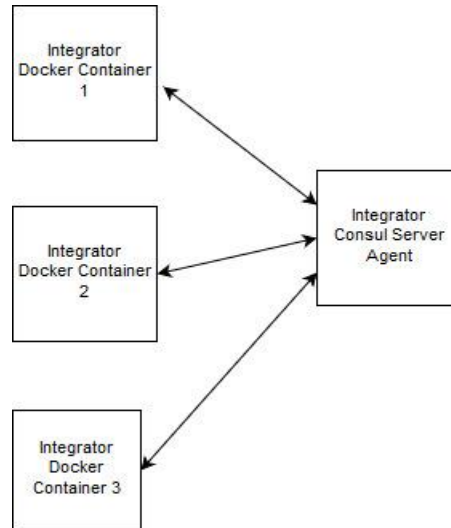 Integrator
Docker Container
1
Integrator
Consul Server
Agent
Integrator
Docker Container
2
Integrator
Docker
Container 3